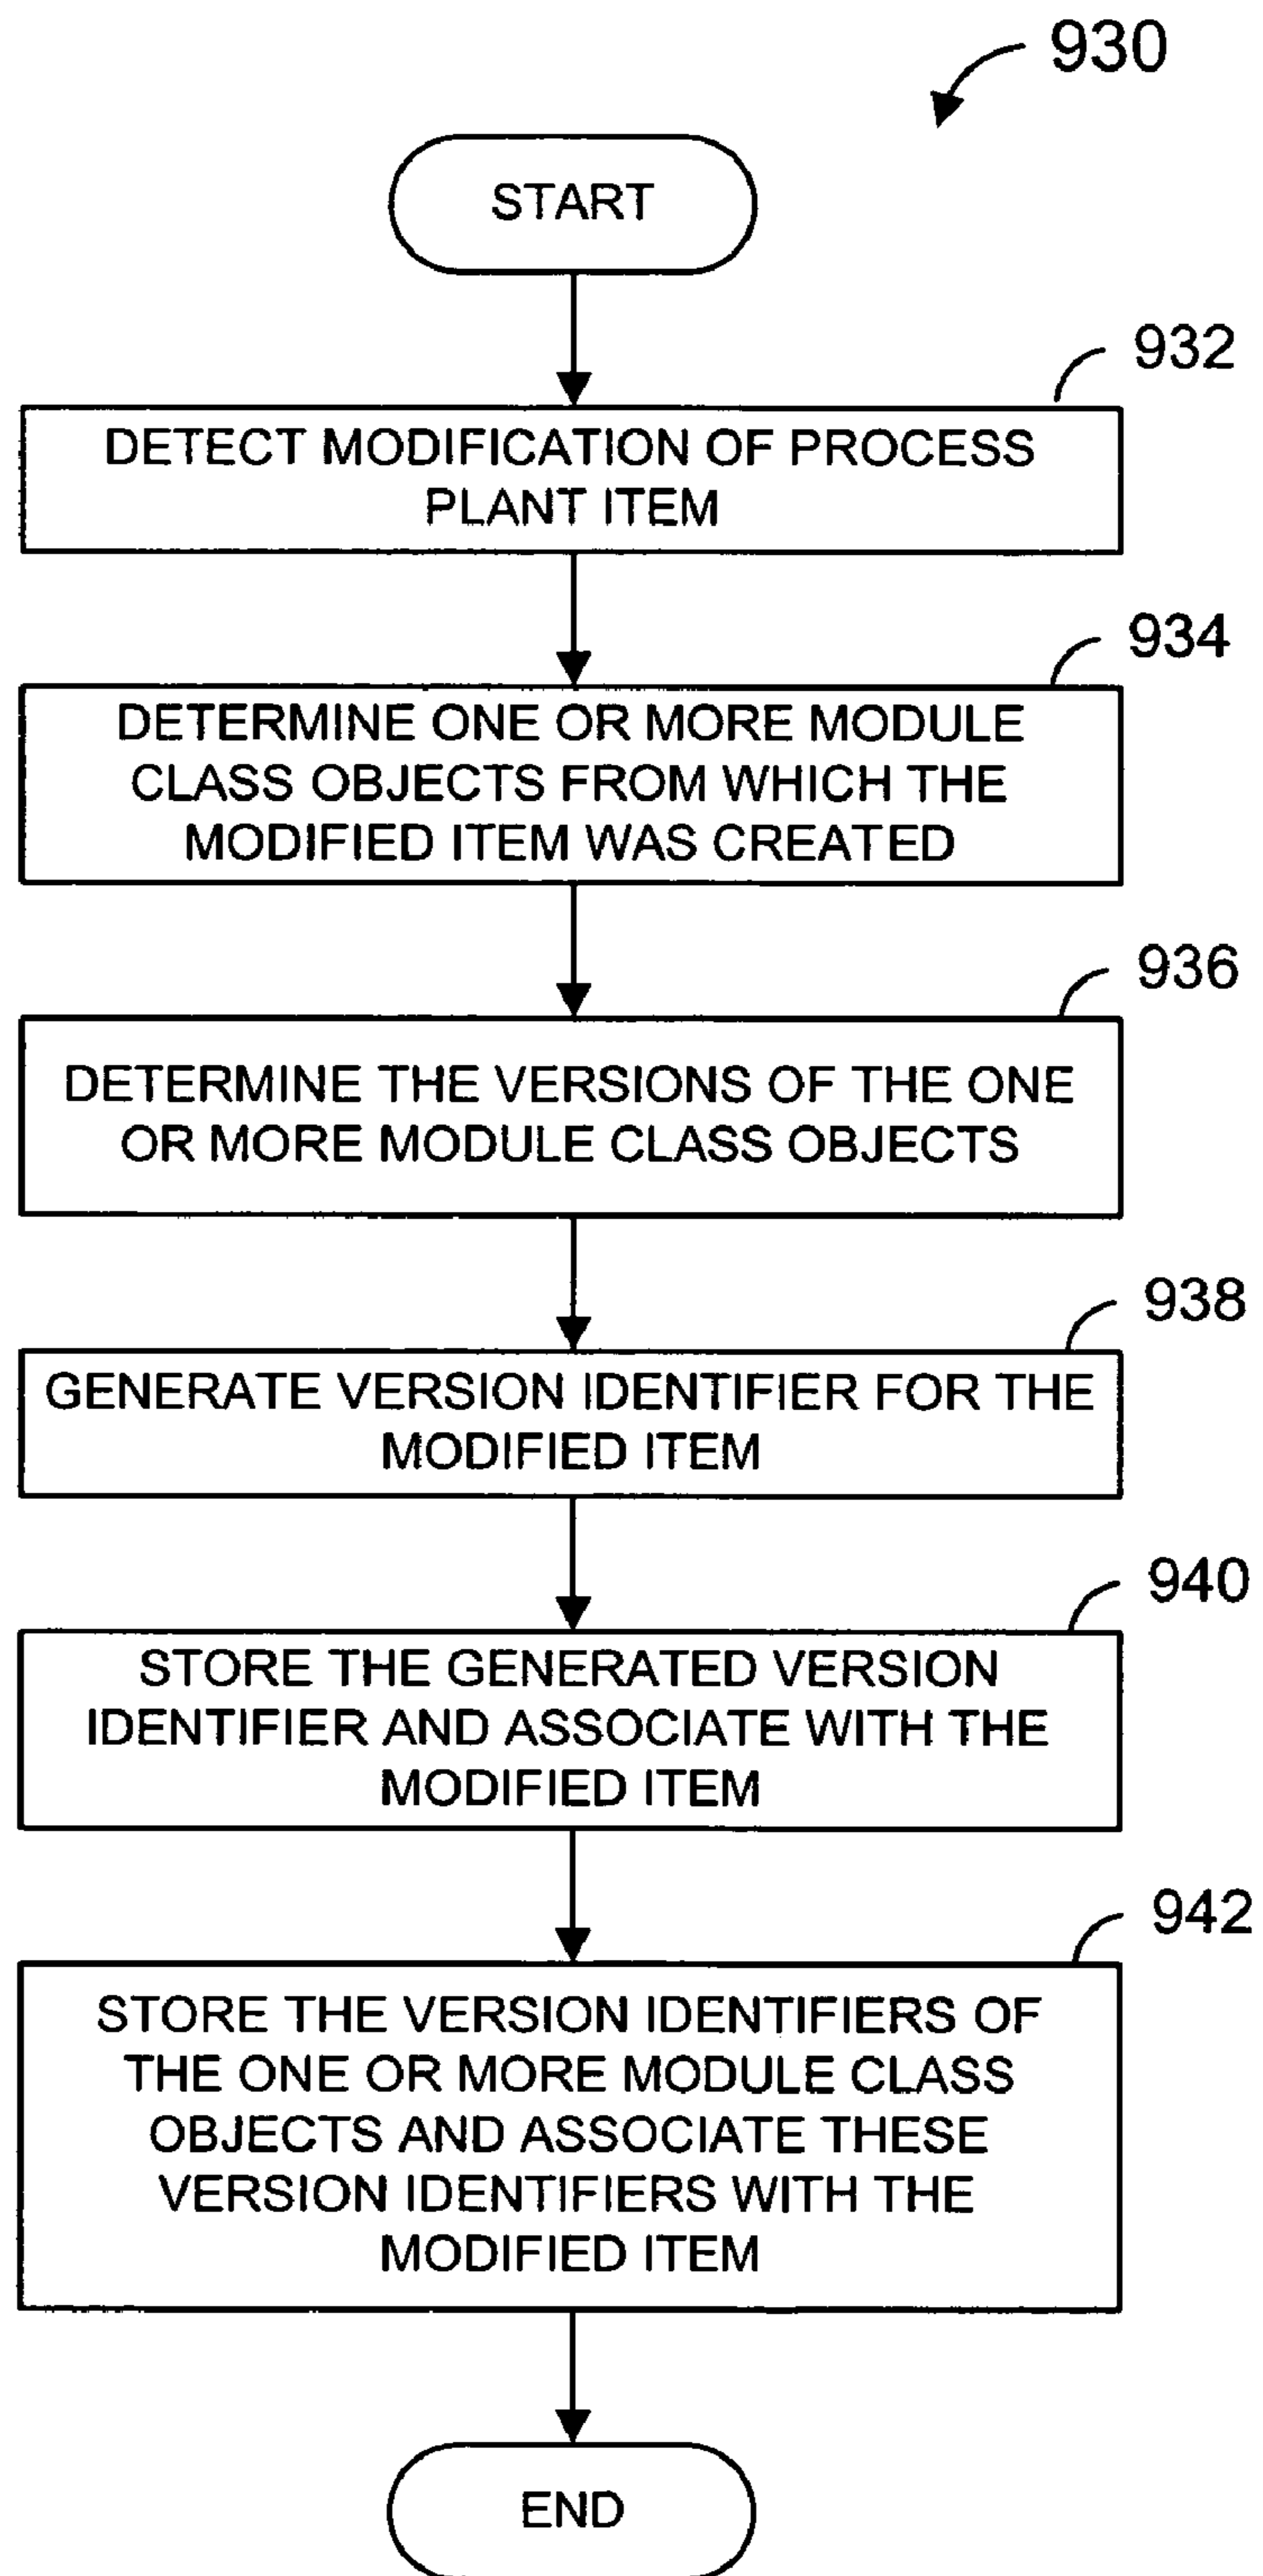 930
START
932
DETECT MODIFICATION OF PROCESS
PLANT ITEM
934
DETERMINE ONE OR MORE MODULE
CLASS OBJECTS FROM WHICH THE
MODIFIED ITEM WAS CREATED
936
DETERMINE THE VERSIONS OF THE ONE
OR MORE MODULE CLASS OBJECTS
938
GENERATE VERSION IDENTIFIER FOR THE
MODIFIED ITEM
940
STORE THE GENERATED VERSION
IDENTIFIER AND ASSOCIATE WITH THE
MODIFIED ITEM
942
STORE THE VERSION IDENTIFIERS OF
THE ONE OR MORE MODULE CLASS
OBJECTS AND ASSOCIATE THESE
VERSION IDENTIFIERS WITH THE
MODIFIED ITEM
END